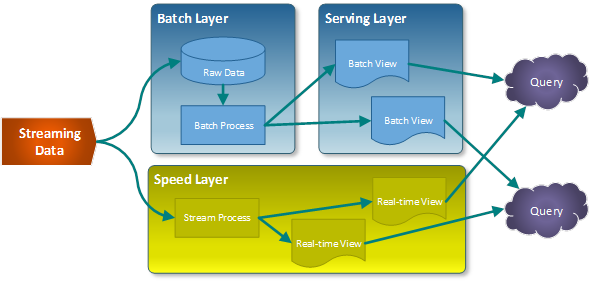 Batch Layer
Serving Layer
Raw Data
Batch View
Query
Batch Process
Batch View
Streaming
Data
Speed Layer
Real-time View
Stream Process
Query
Real-time View